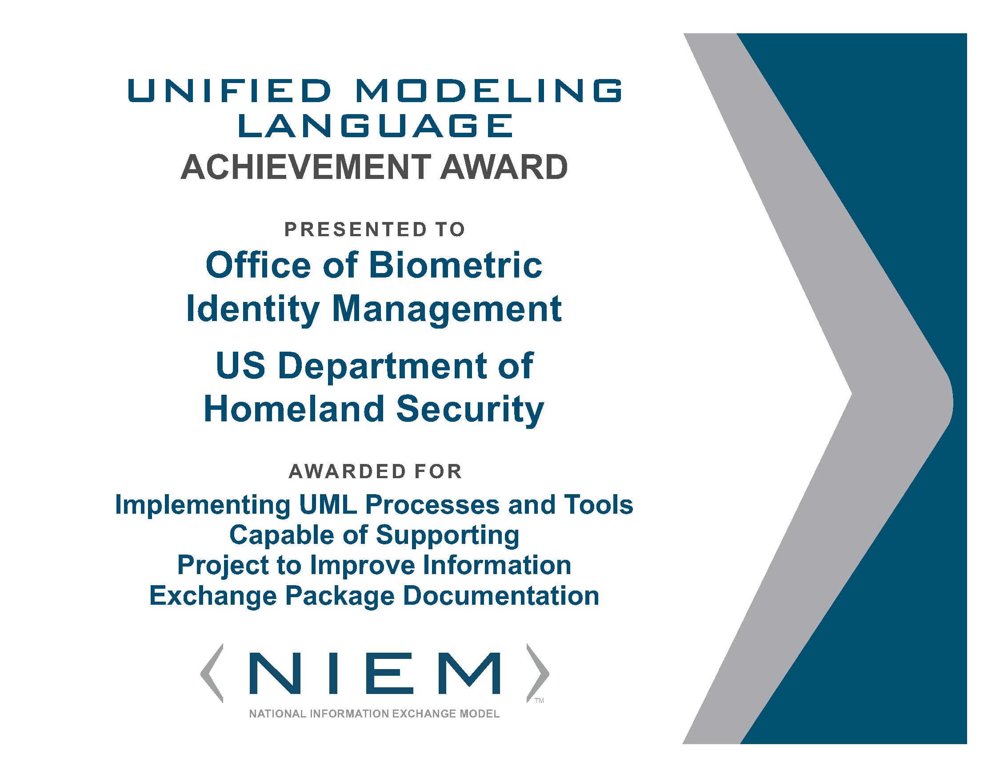 UNIFIED MODELING
LANGUAGE
ACHIEVEMENT AWARD
PRESENTED TO
Office of Biometric
Identity Management
US Department of
Homeland Security
AWARDED FOR
Implementing UML Processes and Tools
Capable of Supporting
Project to Improve Information
Exchange Package Documentation
NIEM
TM
NATIONAL INFORMATION EXCHANGE MODEL